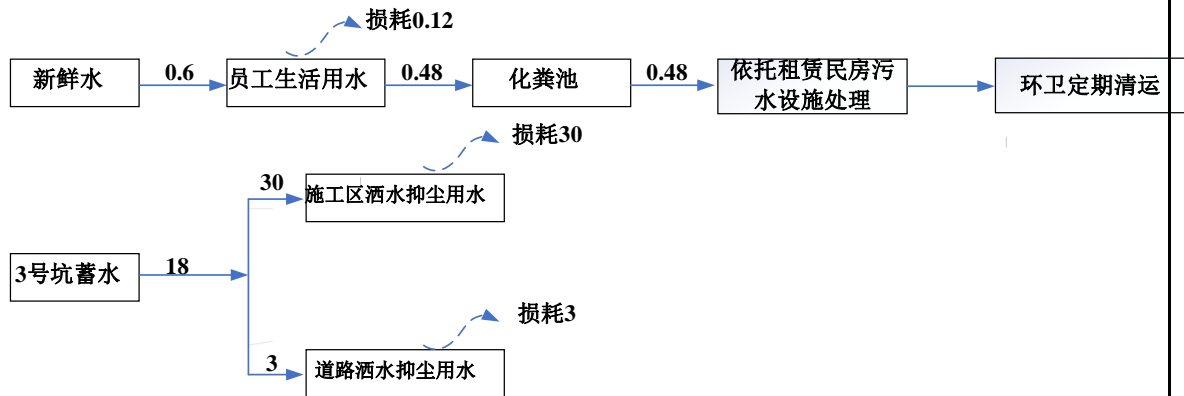 损耗0.12
新鲜水
0.6
员工生活用水
0.48
化粪池
0.48
依托租赁民房污
水设施处理
环卫定期清运
损耗30
30
施工区洒水抑尘用水
3号坑蓄水
18
损耗3
3
道路洒水抑尘用水